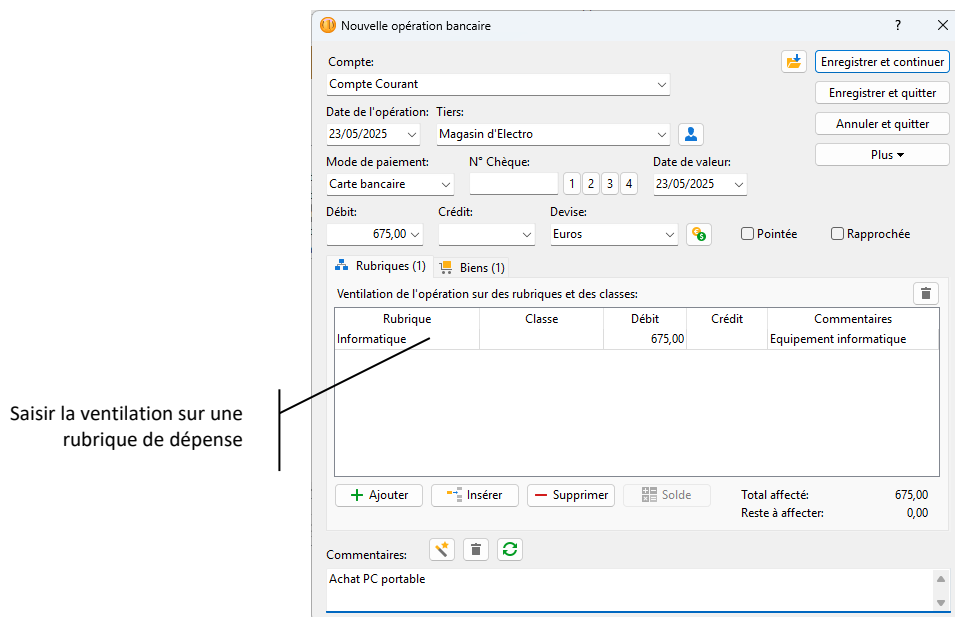 Nouvelle opération bancaire
?
Compte:
Enregistrer et continuer
Compte Courant
Enregistrer et quitter
Date de l'opération: Tiers:
Annuler et quitter
23/05/2025 Magasin d'Electro
Plus
Mode de paiement: N° Chèque: Date de valeur:
Carte bancaire 1 2 3 4 23/05/2025
Débit: Crédit: Devise:
675,00 Euros Pointée Rapprochée
Rubriques (1) Biens (1)
Ventilation de l'opération sur des rubriques et des classes:
Rubrique Classe Débit Crédit Commentaires
Informatique 675,00 Equipement informatique
Saisir la ventilation sur une
rubrique de dépense
Ajouter Insérer Supprimer Solde Total affecté: 675,00
Reste à affecter: 0,00
Commentaires:
Achat PC portable